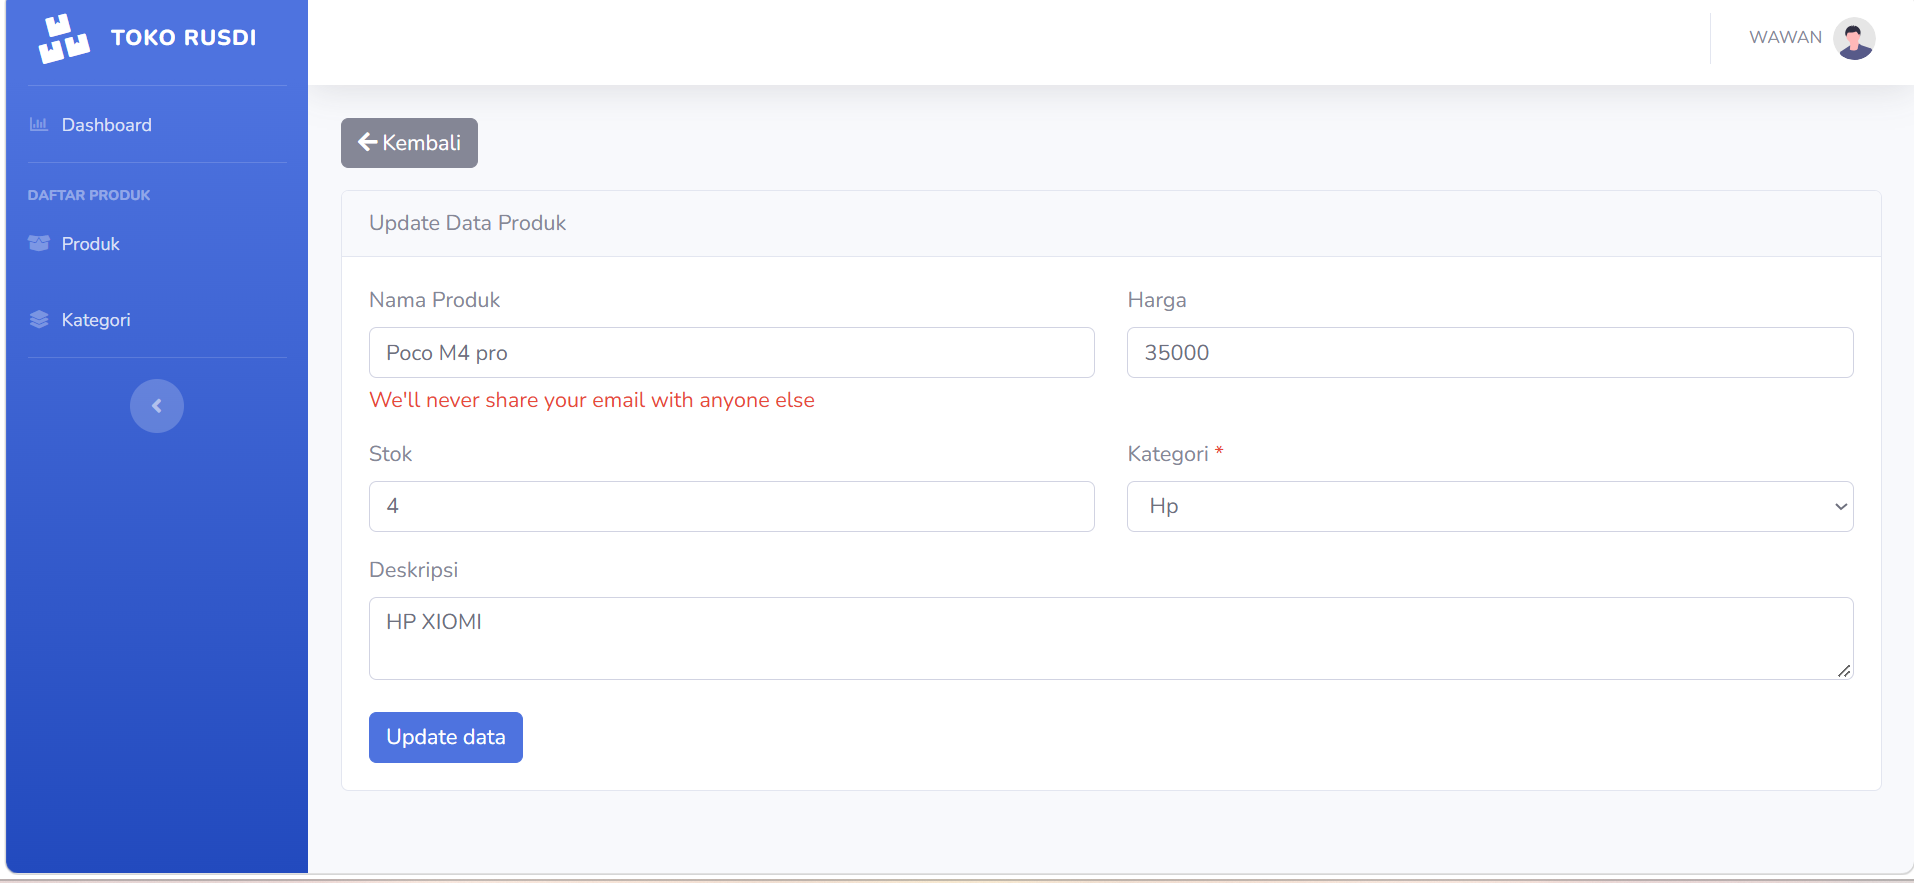 TOKO RUSDI
WAWAN
Dashboard
DAFTAR PRODUK
Produk
Kategori
Kembali
Update Data Produk
Nama Produk
Harga
Poco M4 pro
35000
We'll never share your email with anyone else
Stok
Kategori *
4
Hp
Deskripsi
HP XIOMI
Update data